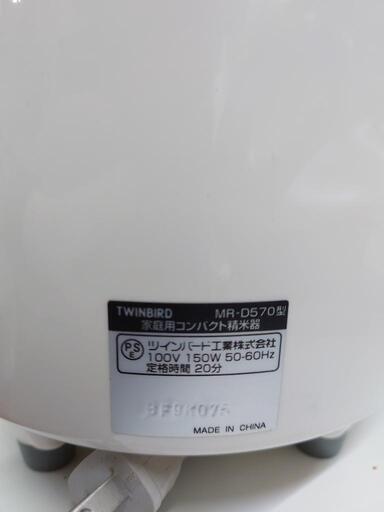 TWINBIRD MR-D570型
家庭用コンパクト精米器
PSE ツインバード工業株式会社
100V 150W 50-60Hz
定格時間 20分
MADE IN CHINA